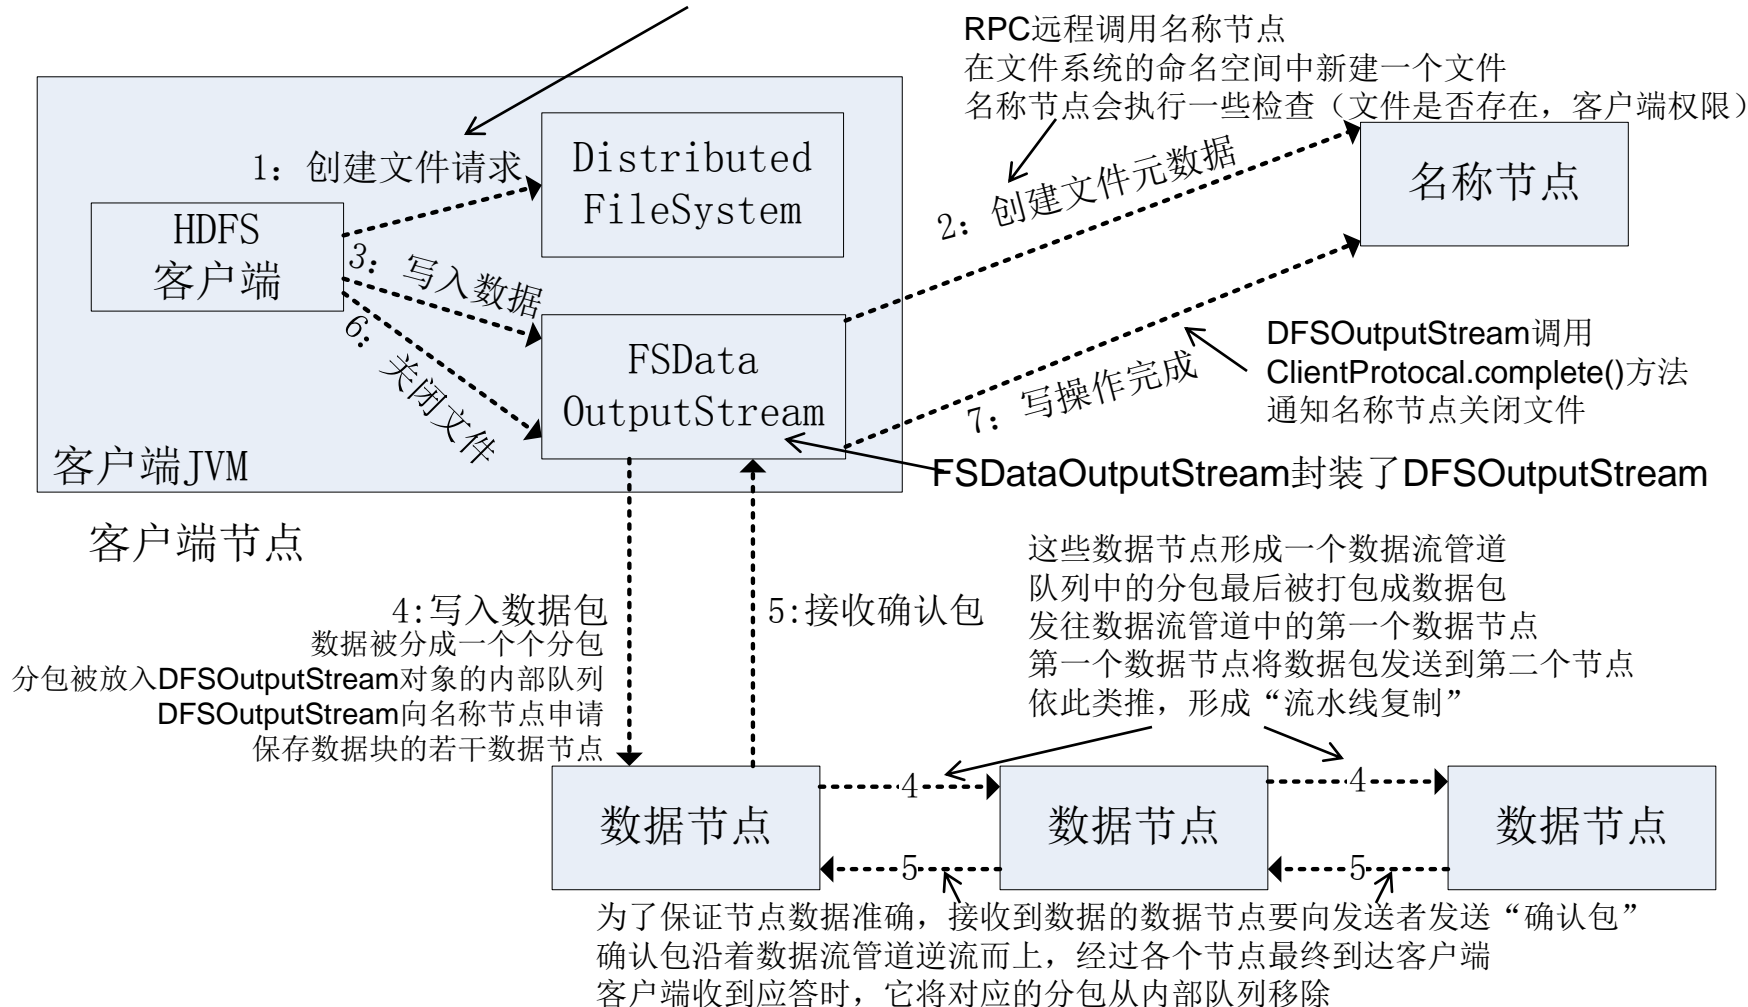 RPC远程调用名称节点
在文件系统的命名空间中新建一个文件
名称节点会执行一些检查（文件是否存在，客户端权限）
1：创建文件请求
Distributed
FileSystem
2：创建文件元数据
名称节点
HDFS
客户端
3：写入数据
6：关闭文件
FSData
OutputStream
7：写操作完成
DFSOutputStream调用
ClientProtocal.complete()方法
通知名称节点关闭文件
客户端JVM
FSDataOutputStream封装了DFSOutputStream
客户端节点
4:写入数据包
数据被分成一个个分包
分包被放入DFSOutputStream对象的内部队列
DFSOutputStream向名称节点申请
保存数据块的若干数据节点
5:接收确认包
这些数据节点形成一个数据流管道
队列中的分包最后被打包成数据包
发往数据流管道中的第一个数据节点
第一个数据节点将数据包发送到第二个节点
依此类推，形成“流水线复制”
4
4
数据节点
数据节点
数据节点
5
5
为了保证节点数据准确，接收到数据的数据节点要向发送者发送“确认包”
确认包沿着数据流管道逆流而上，经过各个节点最终到达客户端
客户端收到应答时，它将对应的分包从内部队列移除